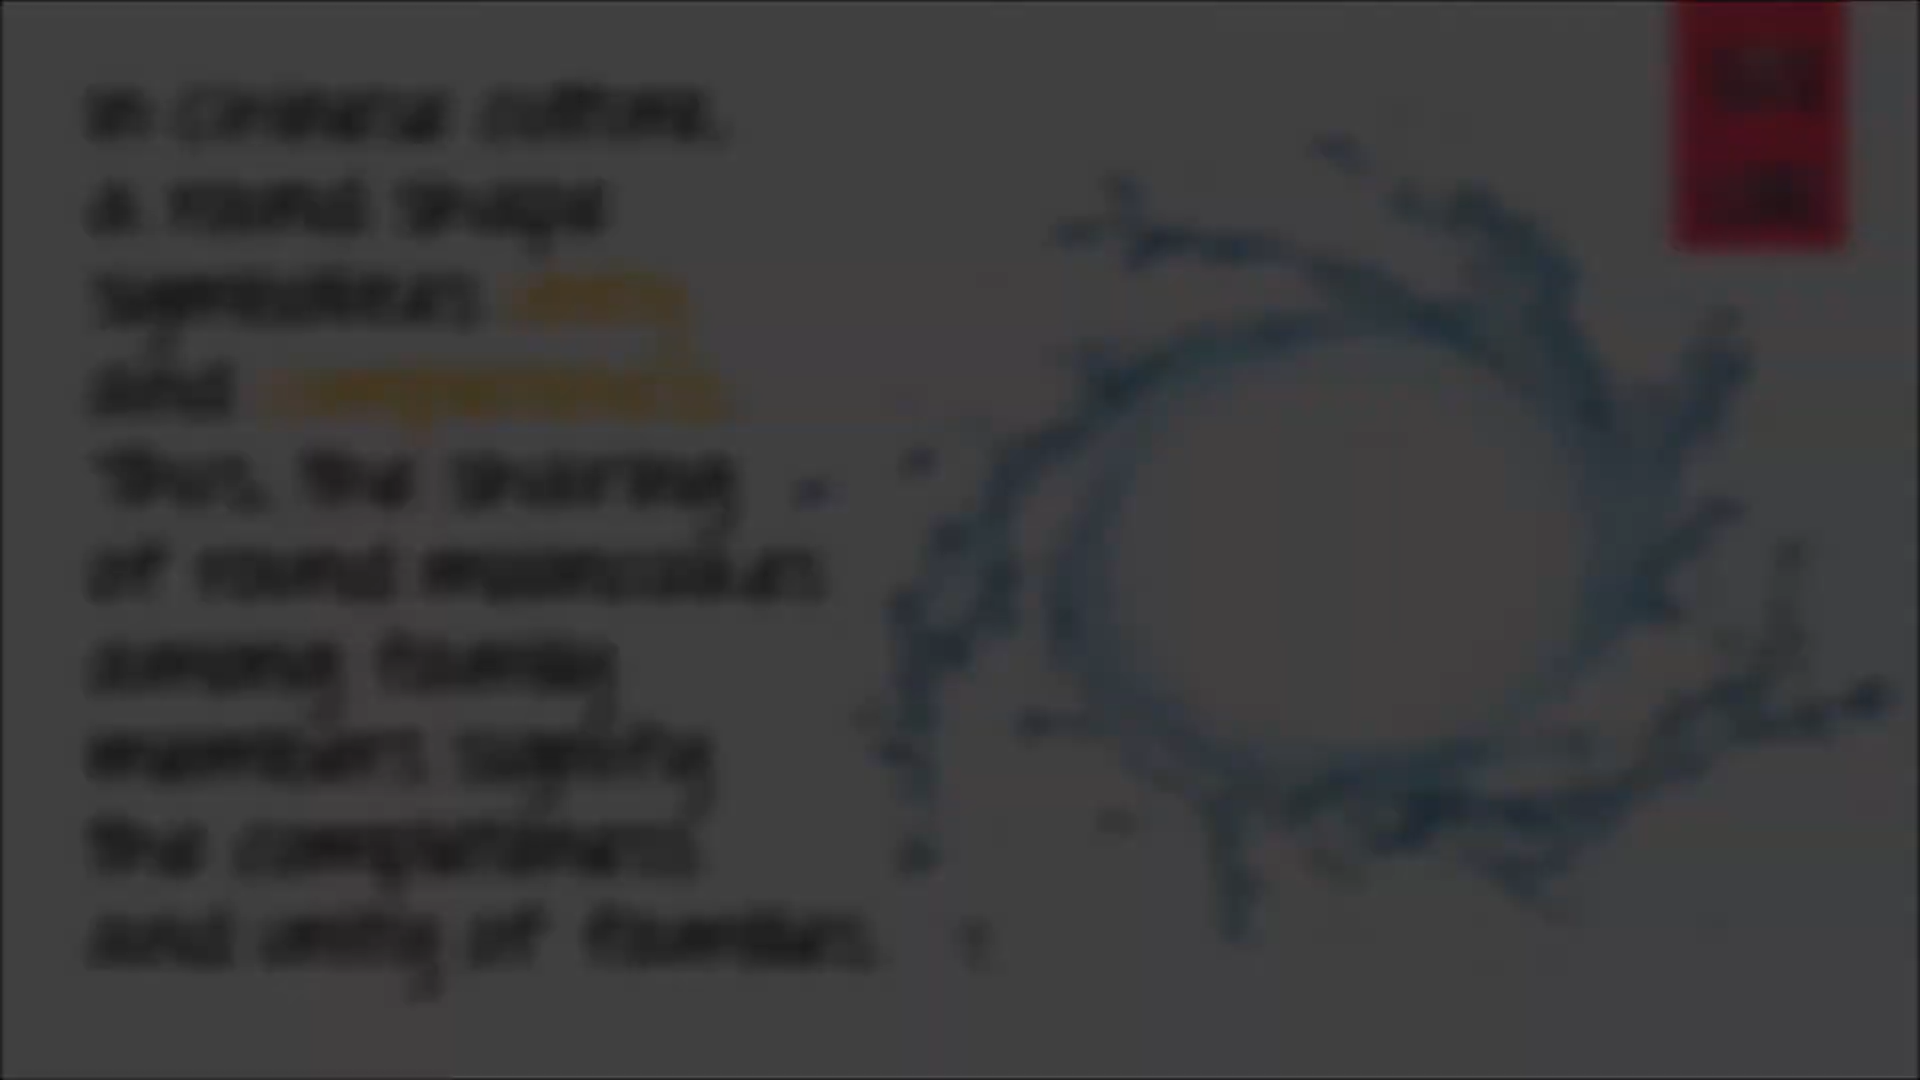 In Chinese culture,
a round shape
symbolizes unity
and
Thus, the sharing
of round mooncakes
among family
members signify
the completeness
and unity of families.